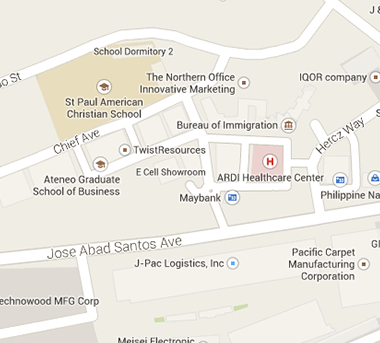 J &
School Dormitory 2
o St
The Northern Office
Innovative Marketing
IQOR company
St Paul American
Christian School
S
Bureau of Immigration
Hercz Way
Chief Ave
TwistResources
H
Ateneo Graduate
School of Business
E Cell Showroom
ARDI Healthcare Center
Maybank
Philippine Na
Jose Abad Santos Ave
GL
J-Pac Logistics, Inc
Pacific Carpet
Manufacturing
Corporation
echnowood MFG Corp
Meisei Electronic